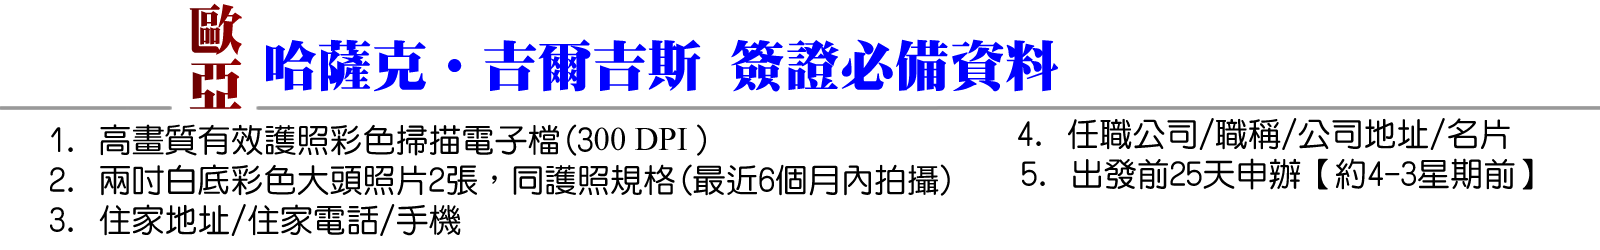 歐亞
哈薩克・吉爾吉斯 簽證必備資料
1. 高畫質有效護照彩色掃描電子檔(300 DPI)
2. 兩吋白底彩色大頭照片2張，同護照規格(最近6個月內拍攝)
3. 住家地址/住家電話/手機
4. 任職公司/職稱/公司地址/名片
5. 出發前25天申辦【約4-3星期前】